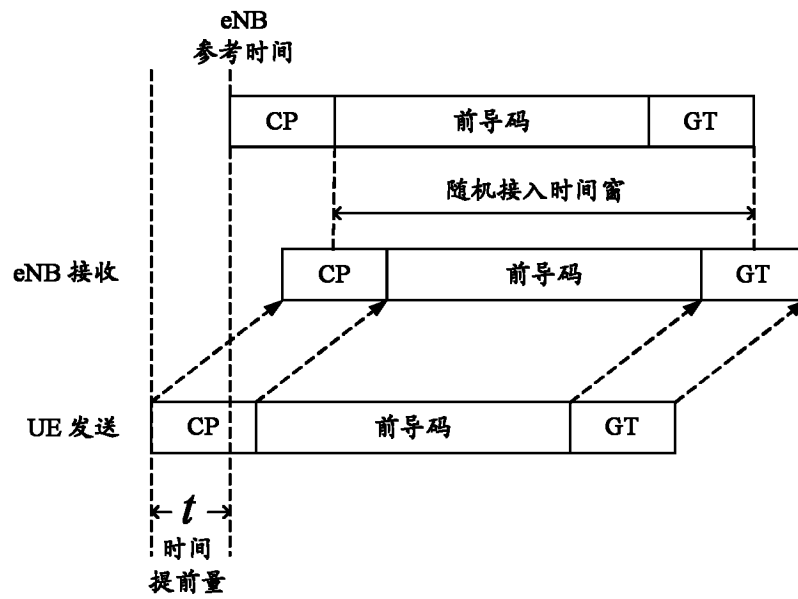 eNB
参考时间
CP 前导码 GT
随机接入时间窗
eNB 接收 CP 前导码 GT
UE 发送 CP 前导码 GT
t
时间
提前量